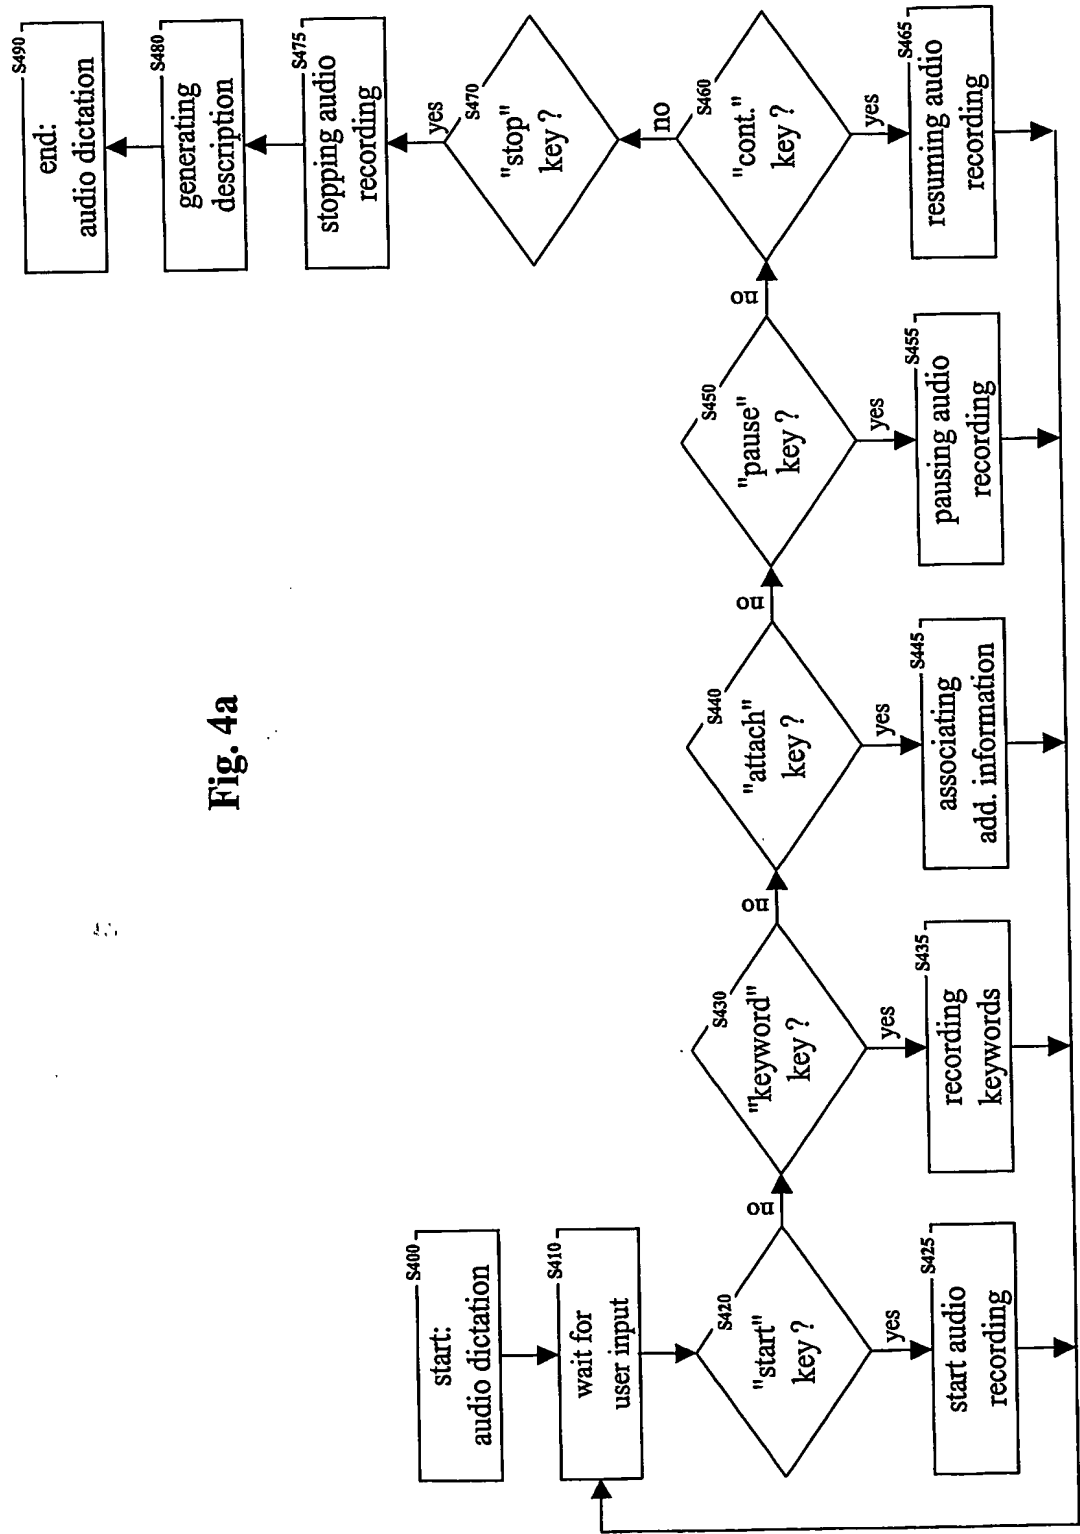 Fig. 4a
S400
start:
audio dictation
S410
wait for
user input
S420
"start"
key?
no
yes
S425
start audio
recording
S430
"keyword"
key?
no
yes
S435
recording
keywords
S440
"attach"
key?
no
yes
S445
associating
add. information
S450
"pause"
key?
no
yes
S455
pausing audio
recording
S460
"cont."
key?
no
yes
S465
resuming audio
recording
S470
"stop"
key?
yes
S475
stopping audio
recording
S480
generating
description
S490
end:
audio dictation